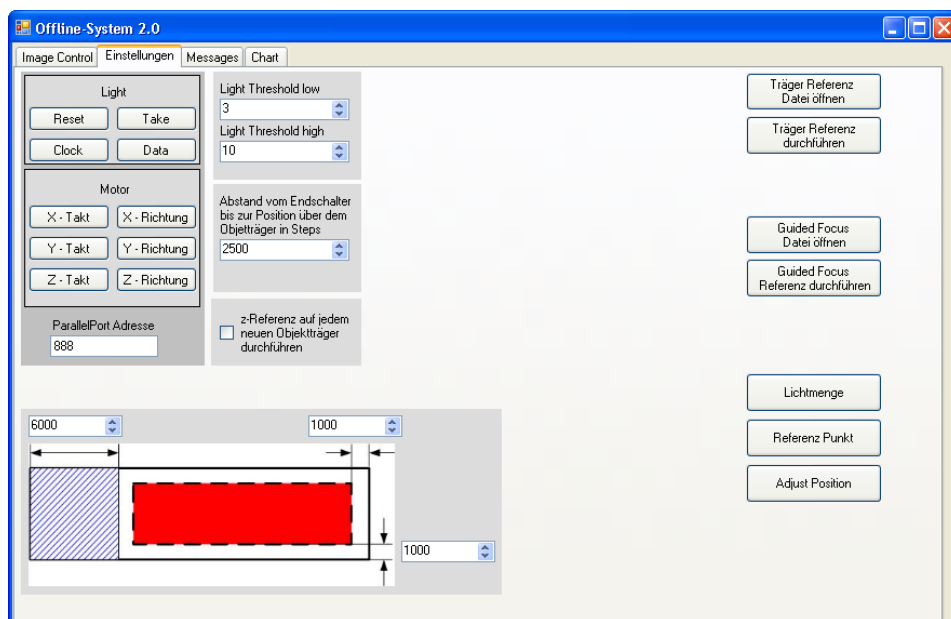 Offline-System 2.0
Image Control Einstellungen Messages Chart
Light
Reset Take
Clock Data
Motor
X - Takt X - Richtung
Y - Takt Y - Richtung
Z - Takt Z - Richtung
ParallelPort Adresse
888
Light Threshold low
3
Light Threshold high
10
Abstand vom Endschalter
bis zur Position über dem
Objetträger in Steps
2500
z-Referenz auf jedem
neuen Objektträger
durchführen
Träger Referenz
Datei öffnen
Träger Referenz
durchführen
Guided Focus
Datei öffnen
Guided Focus
Referenz durchführen
Lichtmenge
Referenz Punkt
Adjust Position
6000 1000
1000